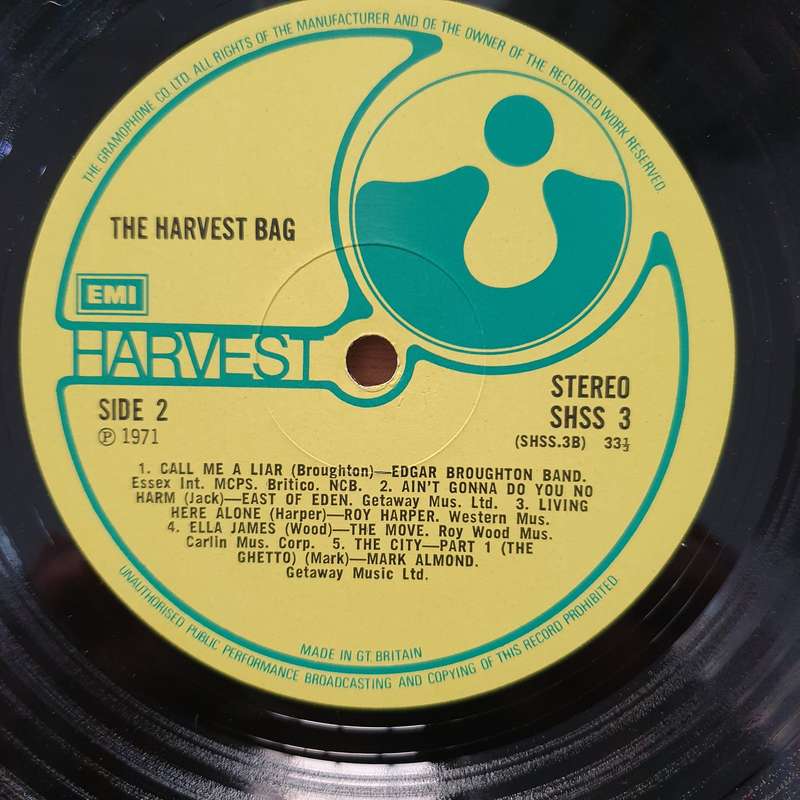 THE GRAMOPHONE CO. LTD. ALL RIGHTS OF THE MANUFACTURER AND OF THE OWNER OF THE RECORDED WORK RESERVED.
THE HARVEST BAG
EMI
HARVEST
SIDE 2
Ⓟ 1971
STEREO
SHSS 3
(SHSS.3B) 33⅓
1. CALL ME A LIAR (Broughton)—EDGAR BROUGHTON BAND.
Essex Int. MCPS. Britico. NCB. 2. AIN'T GONNA DO YOU NO
HARM (Jack)—EAST OF EDEN. Getaway Mus. Ltd. 3. LIVING
HERE ALONE (Harper)—ROY HARPER. Western Mus.
4. ELLA JAMES (Wood)—THE MOVE. Roy Wood Mus.
Carlin Mus. Corp. 5. THE CITY—PART 1 (THE
GHETTO) (Mark)—MARK ALMOND.
Getaway Music Ltd.
MADE IN GT. BRITAIN
UNAUTHORISED PUBLIC PERFORMANCE BROADCASTING AND COPYING OF THIS RECORD PROHIBITED.